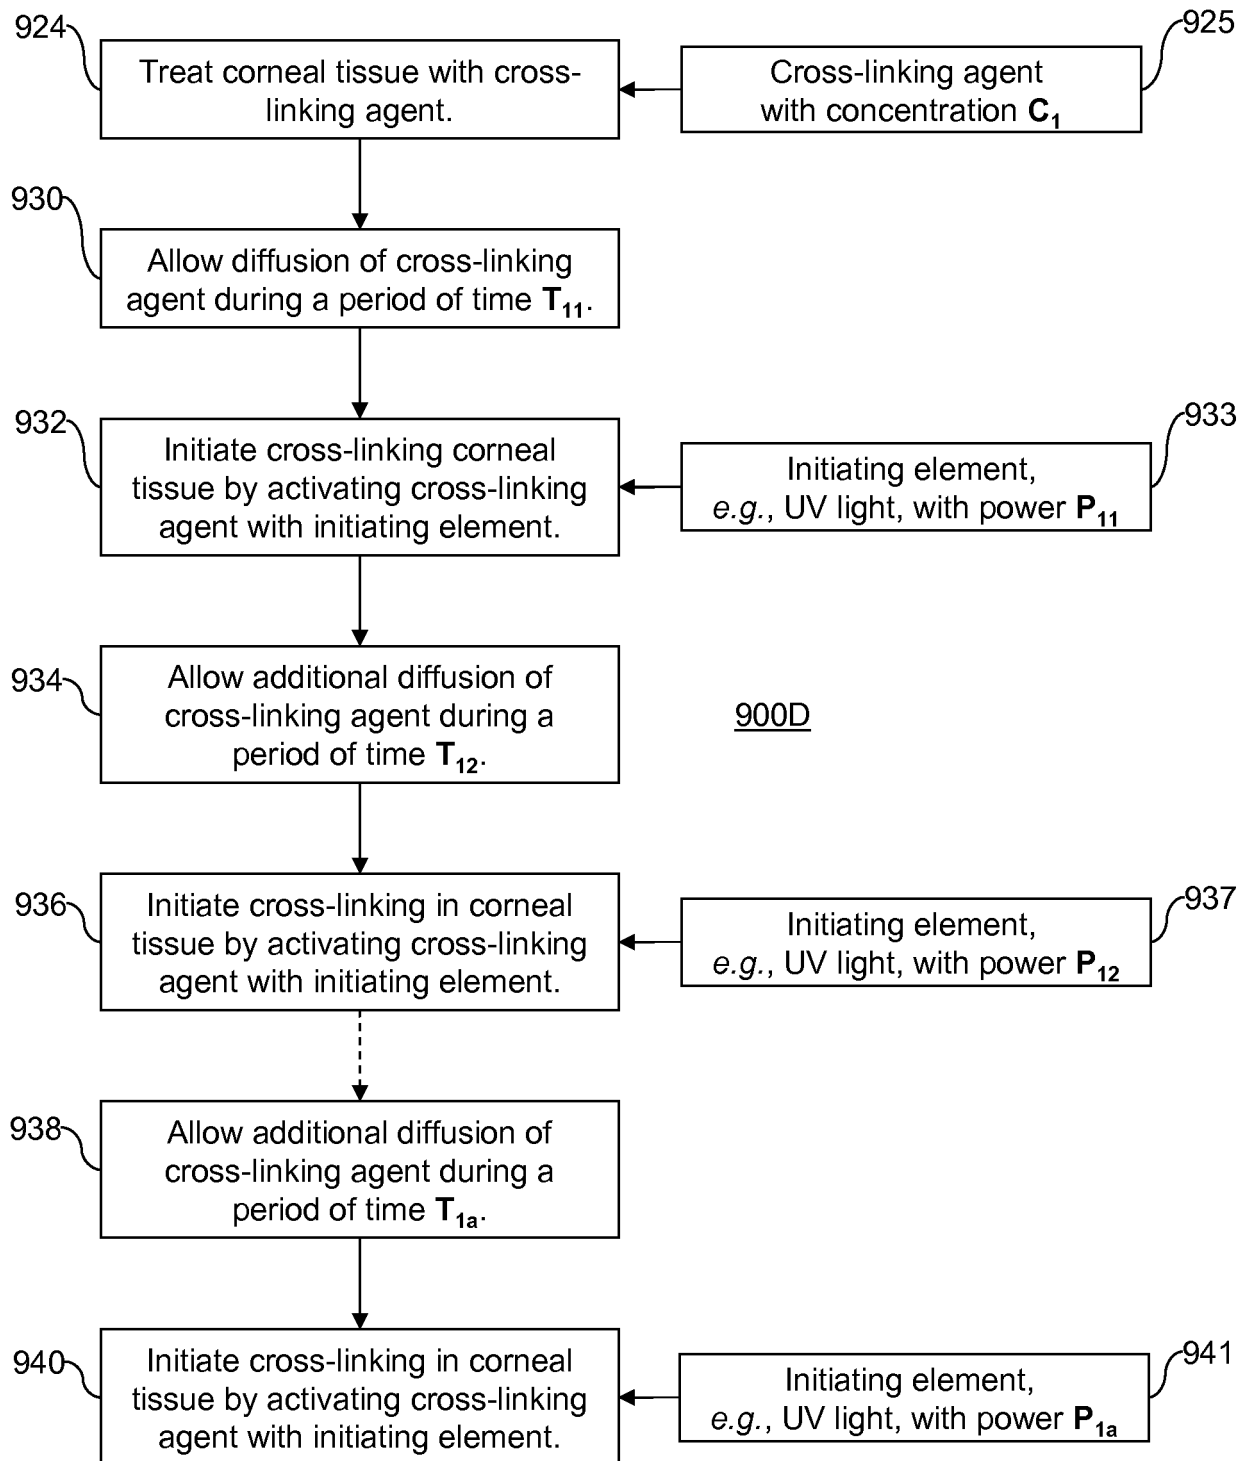 924
925
Treat corneal tissue with cross-
linking agent.
Cross-linking agent
with concentration C1
930
Allow diffusion of cross-linking
agent during a period of time T11.
932
933
Initiate cross-linking corneal
tissue by activating cross-linking
agent with initiating element.
Initiating element,
e.g., UV light, with power P11
934
Allow additional diffusion of
cross-linking agent during a
period of time T12.
900D
936
937
Initiate cross-linking in corneal
tissue by activating cross-linking
agent with initiating element.
Initiating element,
e.g., UV light, with power P12
938
Allow additional diffusion of
cross-linking agent during a
period of time T1a.
940
941
Initiate cross-linking in corneal
tissue by activating cross-linking
agent with initiating element.
Initiating element,
e.g., UV light, with power P1a